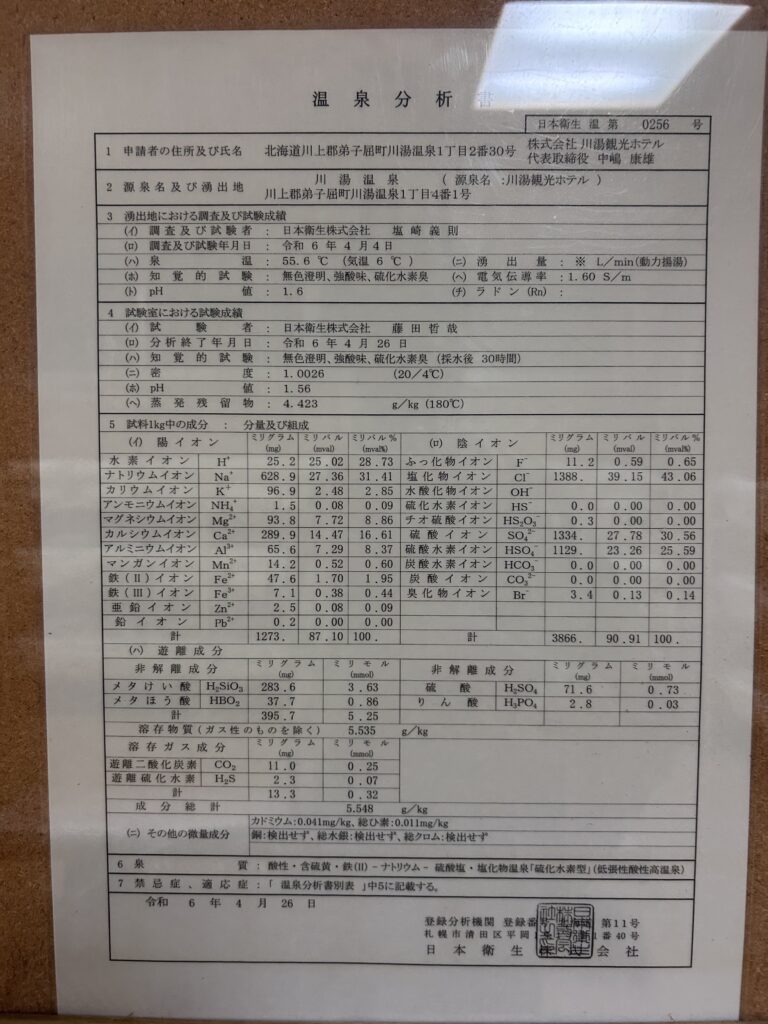 温泉分析書
日本衛生 温 第 0256 号
1 申請者の住所及び氏名 北海道川上郡弟子屈町川湯温泉1丁目2番30号 株式会社 川湯観光ホテル
代表取締役 中嶋 康雄
2 源泉名及び湧出地 川湯温泉 (源泉名:川湯観光ホテル)
川上郡弟子屈町川湯温泉1丁目4番1号
3 湧出地における調査及び試験成績
(イ) 調査及び試験者 : 日本衛生株式会社 塩崎義則
(ロ) 調査及試験年月日 : 令和 6 年 4 月 4 日
(ハ) 泉温 : 55.6 ℃ (気温 6 ℃) (ニ) 湧出量 : ※ L/min(動力揚湯)
(ホ) 知覚的試験 : 無色澄明、強酸味、硫化水素臭 (ヘ) 電気伝導率 : 1.60 S/m
(ト) pH値 : 1.6 (チ) ラドン(Rn) :
4 試験室における試験成績
(イ) 試験者 : 日本衛生株式会社 藤田哲哉
(ロ) 分析終了年月日 : 令和 6 年 4 月 26 日
(ハ) 知覚的試験 : 無色澄明、強酸味、硫化水素臭 (採水後 30時間)
(ニ) 密度 : 1.0026 (20/4℃)
(ホ) pH値 : 1.56
(ヘ) 蒸発残留物 : 4.423 g/kg (180℃)
5 試料1kg中の成分 : 分量及び組成
(イ) 陽イオン ミリグラム(mg) ミリバル(mval) ミリバル%(mval%) (ロ) 陰イオン ミリグラム(mg) ミリバル(mval) ミリバル%(mval%)
水素イオン H⁺ 25.2 25.02 28.73 ふっ化物イオン F⁻ 11.2 0.59 0.65
ナトリウムイオン Na⁺ 628.9 27.36 31.41 塩化物イオン Cl⁻ 1388. 39.15 43.06
カリウムイオン K⁺ 96.9 2.48 2.85 水酸化物イオン OH⁻
アンモニウムイオン NH₄⁺ 1.5 0.08 0.09 硫化水素イオン HS⁻ 0.0 0.00 0.00
マグネシウムイオン Mg²⁺ 93.8 7.72 8.86 チオ硫酸イオン HS₂O₃⁻ 0.3 0.00 0.00
カルシウムイオン Ca²⁺ 289.9 14.47 16.61 硫酸イオン SO₄²⁻ 1334. 27.78 30.56
アルミニウムイオン Al³⁺ 65.6 7.29 8.37 硫酸水素イオン HSO₄⁻ 1129. 23.26 25.59
マンガンイオン Mn²⁺ 14.2 0.52 0.60 炭酸水素イオン HCO₃⁻ 0.0 0.00 0.00
鉄(II)イオン Fe²⁺ 47.6 1.70 1.95 炭酸イオン CO₃²⁻ 0.0 0.00 0.00
鉄(III)イオン Fe³⁺ 7.1 0.38 0.44 臭化物イオン Br⁻ 3.4 0.13 0.14
亜鉛イオン Zn²⁺ 2.5 0.08 0.09
鉛イオン Pb²⁺ 0.2 0.00 0.00
計 1273. 87.10 100. 計 3866. 90.91 100.
(ハ) 遊離成分
非解離成分 ミリグラム(mg) ミリモル(mmol) 非解離成分 ミリグラム(mg) ミリモル(mmol)
メタけい酸 H₂SiO₃ 283.6 3.63 硫酸 H₂SO₄ 71.6 0.73
メタほう酸 HBO₂ 37.7 0.86 りん酸 H₃PO₄ 2.8 0.03
計 395.7 5.25
溶存物質(ガス性のものを除く) 5.535 g/kg
溶存ガス成分 ミリグラム(mg) ミリモル(mmol)
遊離二酸化炭素 CO₂ 11.0 0.25
遊離硫化水素 H₂S 2.3 0.07
計 13.3 0.32
成分総計 5.548 g/kg
(ニ) その他の微量成分 カドミウム:0.041mg/kg、総ひ素:0.011mg/kg
銅:検出せず、総水銀:検出せず、総クロム:検出せず
6 泉質 : 酸性・含硫黄・鉄(II)-ナトリウム-硫酸塩・塩化物温泉「硫化水素型」(低張性酸性高温泉)
7 禁忌症、適応症 :「 温泉分析書別表 」中5に記載する。
令和 6 年 4 月 26 日
登録分析機関 登録番号 第11号
札幌市清田区平岡1 1番40号
日本衛生株式会社